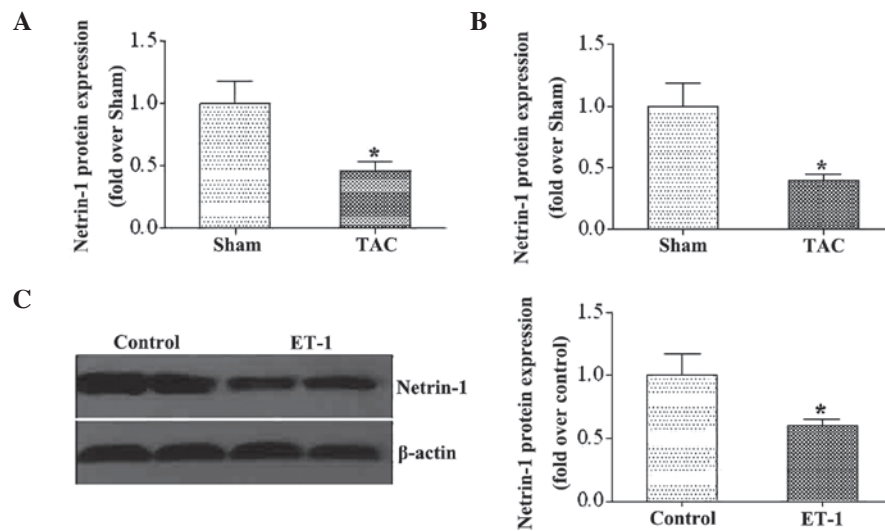 A
Netrin-1 protein expression
(fold over Sham)
1.5
1.0
0.5
0.0
*
Sham TAC
B
Netrin-1 protein expression
(fold over Sham)
1.5
1.0
0.5
0.0
*
Sham TAC
C
Control ET-1
Netrin-1
β-actin
Netrin-1 protein expression
(fold over control)
1.5
1.0
0.5
0.0
*
Control ET-1